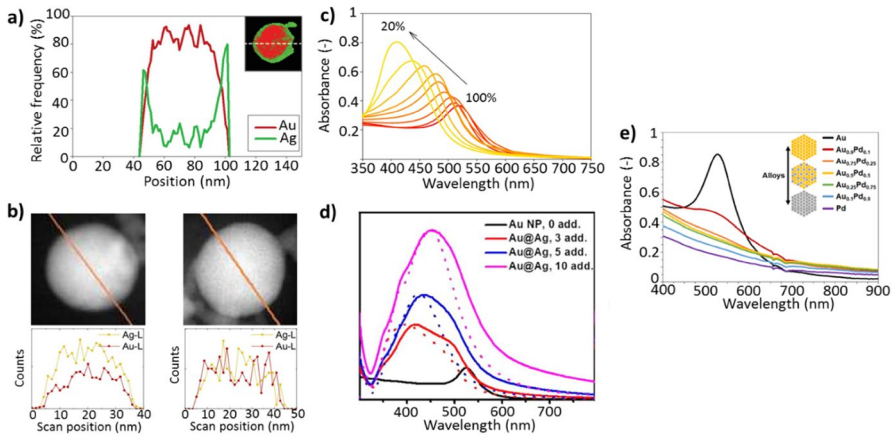 a)
Relative frequency (%)
100
80
60
40
20
0
Au
Ag
0 20 40 60 80 100 150
Position (nm)
b)
Counts
Ag-L
Au-L
0 10 20 30 40
Scan position (nm)
Ag-L
Au-L
0 10 20 30 40 50
Scan position (nm)
c)
Absorbance (-)
1
0.8
0.6
0.4
0.2
20%
100%
350 400 450 500 550 600 650 700 750
Wavelength (nm)
d)
Au NP, 0 add.
Au@Ag, 3 add.
Au@Ag, 5 add.
Au@Ag, 10 add.
400 500 600 700
Wavelength (nm)
e)
Absorbance (-)
1
0.8
0.6
0.4
0.2
0
Alloys
Au
Au0.9Pd0.1
Au0.75Pd0.25
Au0.5Pd0.5
Au0.25Pd0.75
Au0.1Pd0.9
Pd
400 500 600 700 800 900
Wavelength (nm)